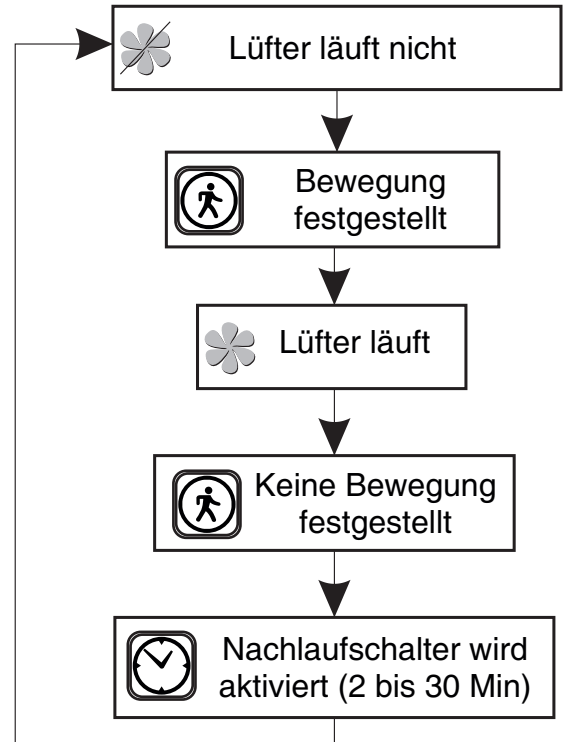 Lüfter läuft nicht
Bewegung
festgestellt
Lüfter läuft
Keine Bewegung
festgestellt
Nachlaufschalter wird
aktiviert (2 bis 30 Min)